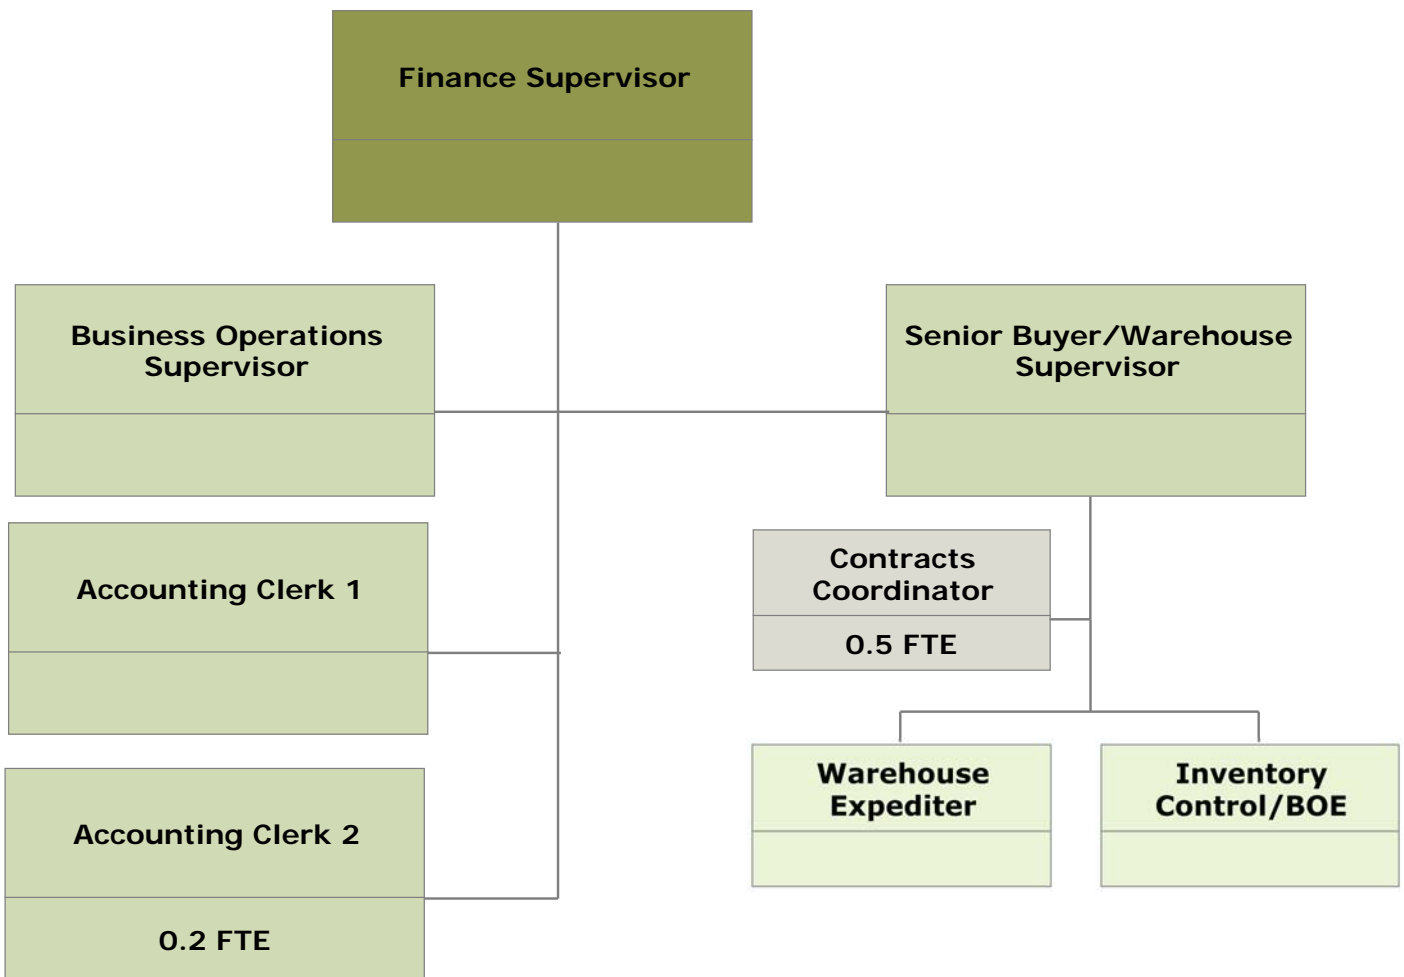 Finance Supervisor
Business Operations
Supervisor
Senior Buyer/Warehouse
Supervisor
Accounting Clerk 1
Contracts
Coordinator
0.5 FTE
Warehouse
Expediter
Inventory
Control/BOE
Accounting Clerk 2
0.2 FTE